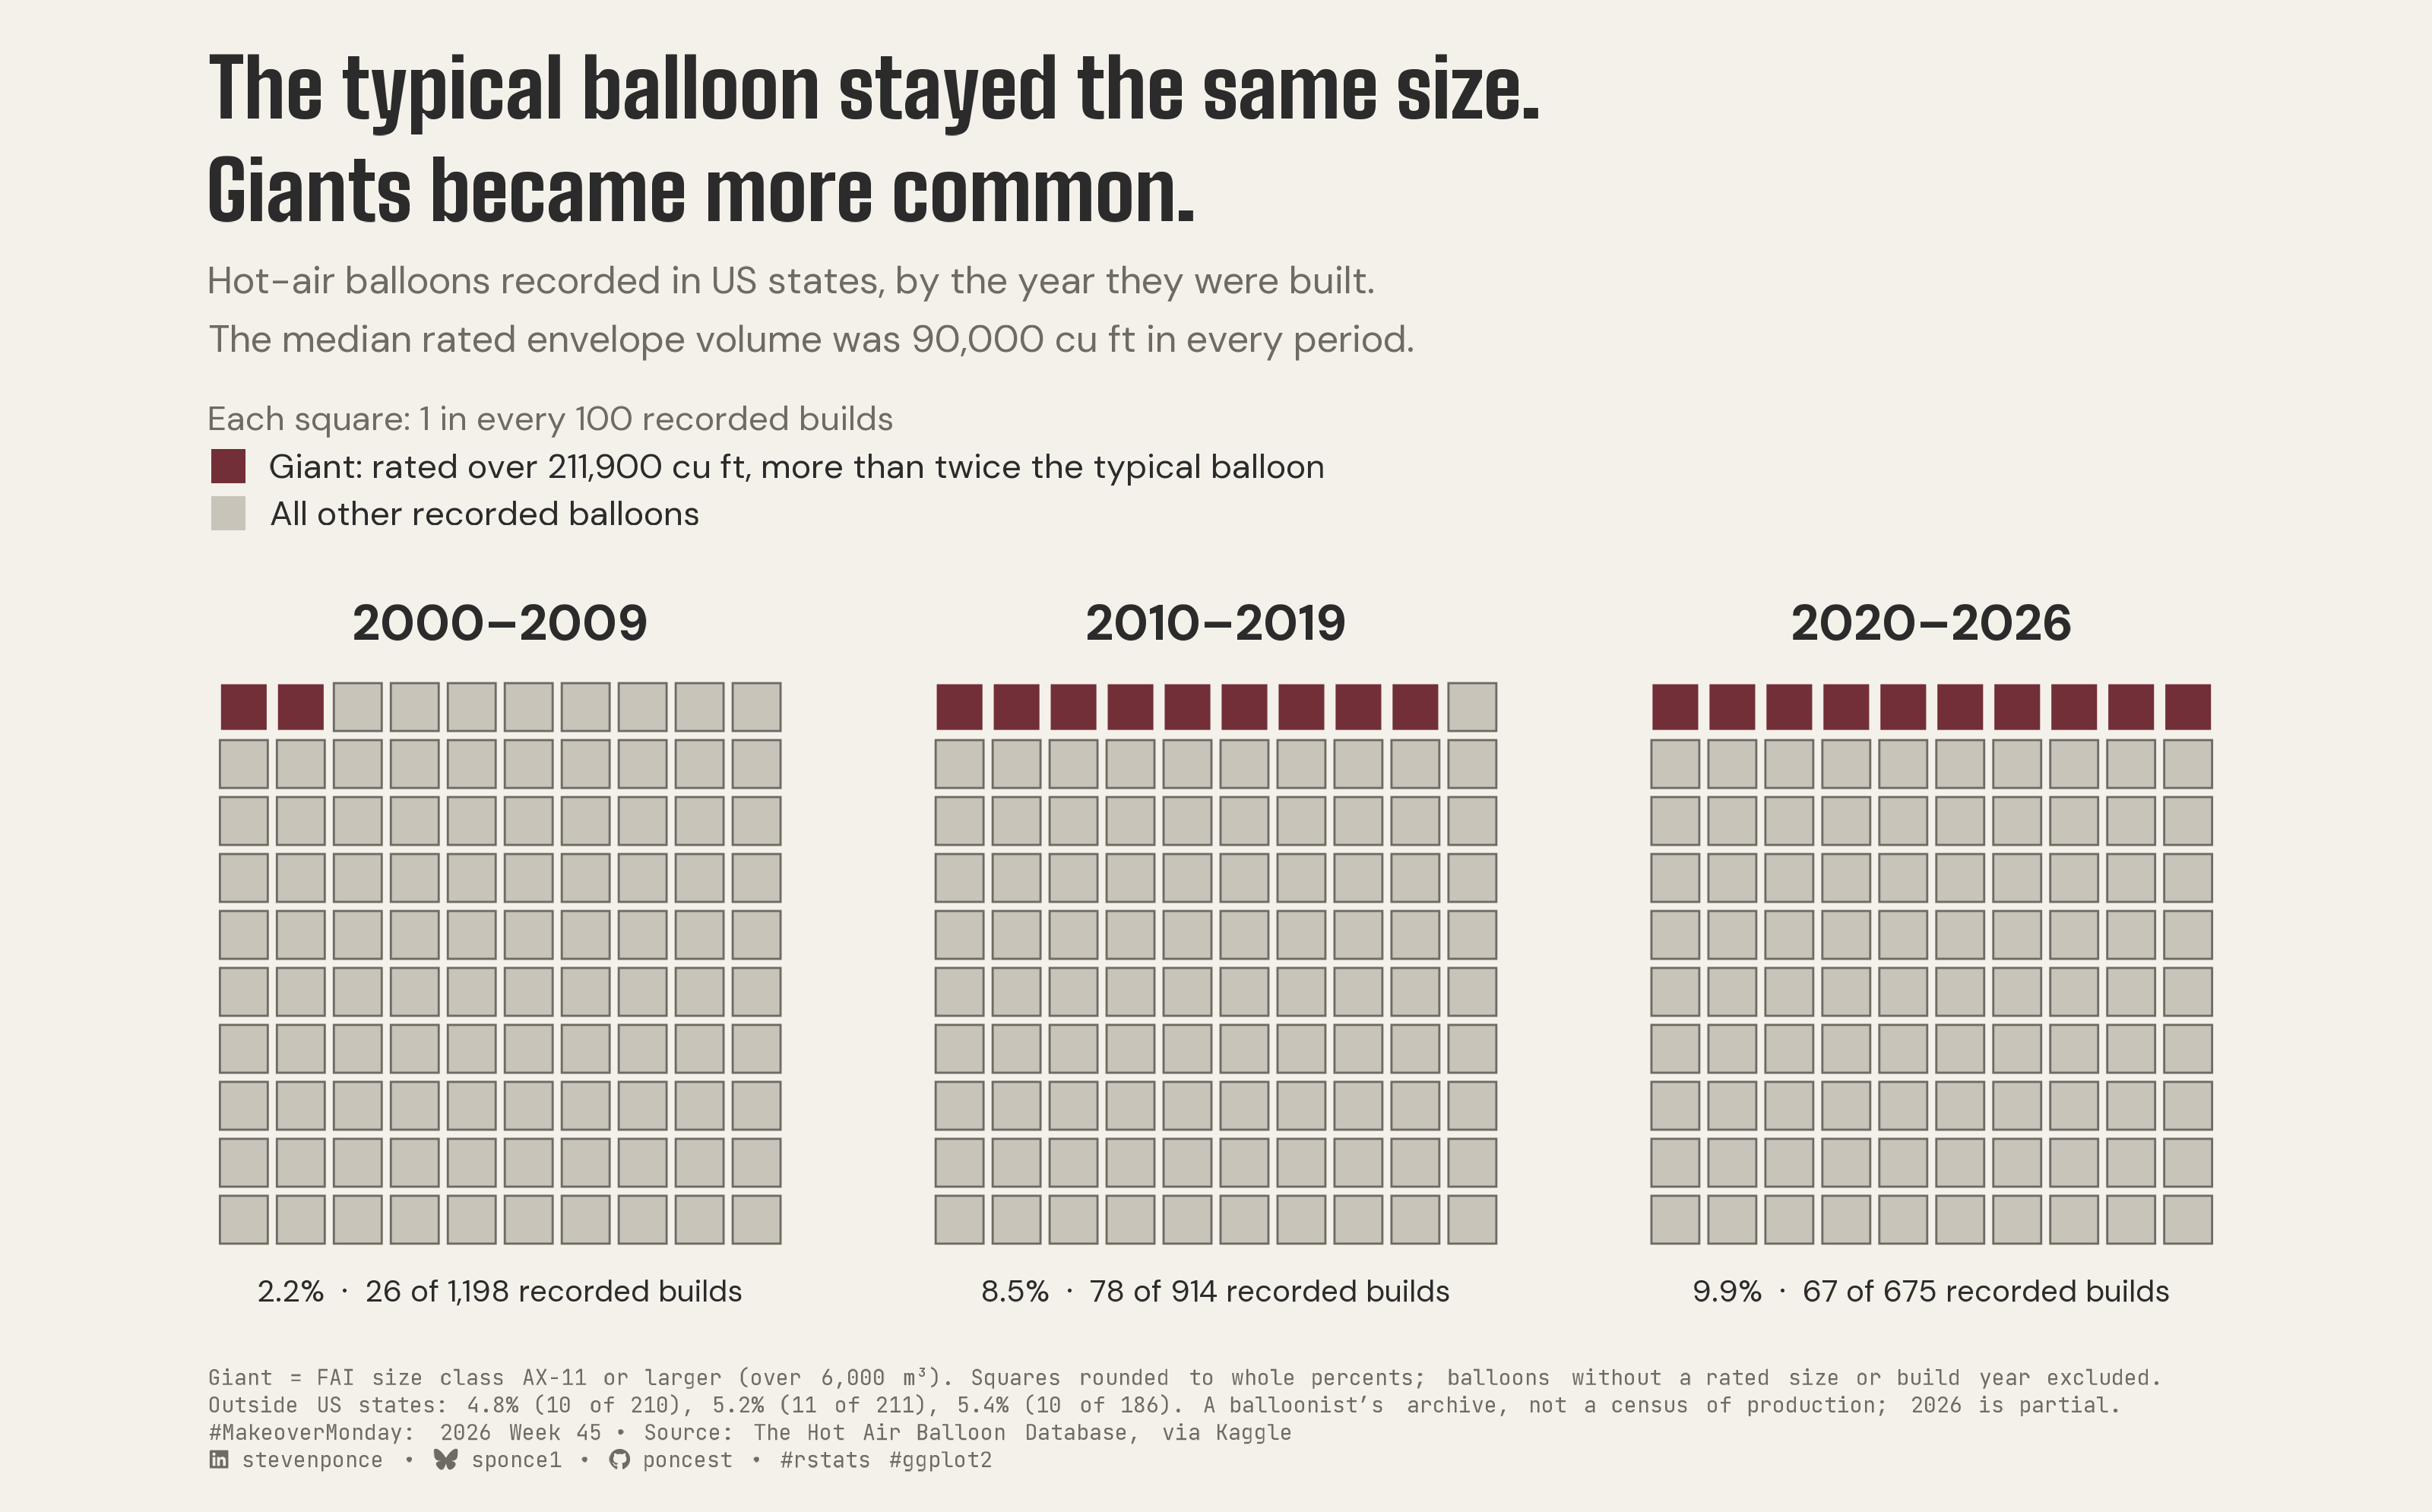 The typical balloon stayed the same size.
Giants became more common.
Hot-air balloons recorded in US states, by the year they were built.
The median rated envelope volume was 90,000 cu ft in every period.
Each square: 1 in every 100 recorded builds
Giant: rated over 211,900 cu ft, more than twice the typical balloon
All other recorded balloons
2000–2009
2010–2019
2020–2026
2.2% · 26 of 1,198 recorded builds
8.5% · 78 of 914 recorded builds
9.9% · 67 of 675 recorded builds
Giant = FAI size class AX-11 or larger (over 6,000 m³). Squares rounded to whole percents; balloons without a rated size or build year excluded.
Outside US states: 4.8% (10 of 210), 5.2% (11 of 211), 5.4% (10 of 186). A balloonist’s archive, not a census of production; 2026 is partial.
#MakeoverMonday: 2026 Week 45 • Source: The Hot Air Balloon Database, via Kaggle
stevenponce • sponce1 • poncest • #rstats #ggplot2